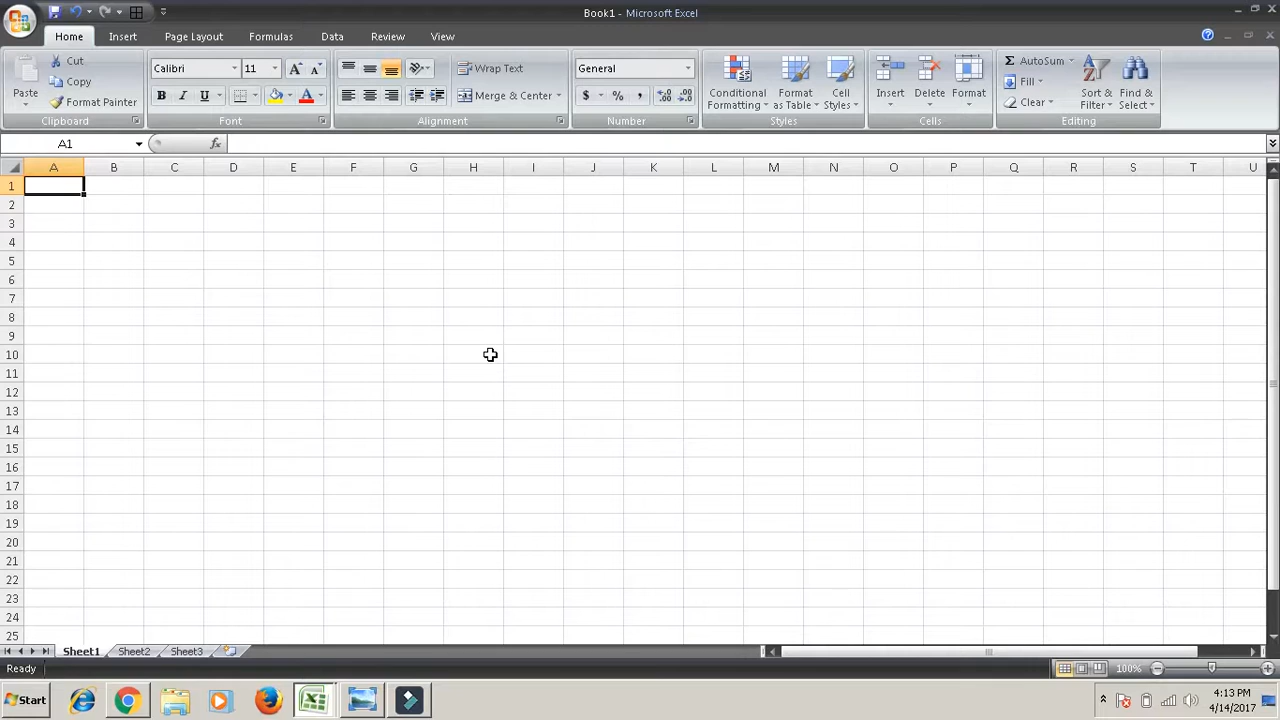 Book1 - Microsoft Excel
Home Insert Page Layout Formulas Data Review View
Paste
Cut
Copy
Format Painter
Clipboard
Calibri 11
B I U A
Font
Wrap Text
Merge & Center
Alignment
General
$ % ,
Number
Conditional Formatting
Format as Table
Cell Styles
Styles
Insert Delete Format
Cells
Σ AutoSum
Fill
Clear
Sort & Filter
Find & Select
Editing
A1 fx
A B C D E F G H I J K L M N O P Q R S T U
1
2
3
4
5
6
7
8
9
10
11
12
13
14
15
16
17
18
19
20
21
22
23
24
25
Sheet1 Sheet2 Sheet3
Ready 100%
Start
4:13 PM
4/14/2017